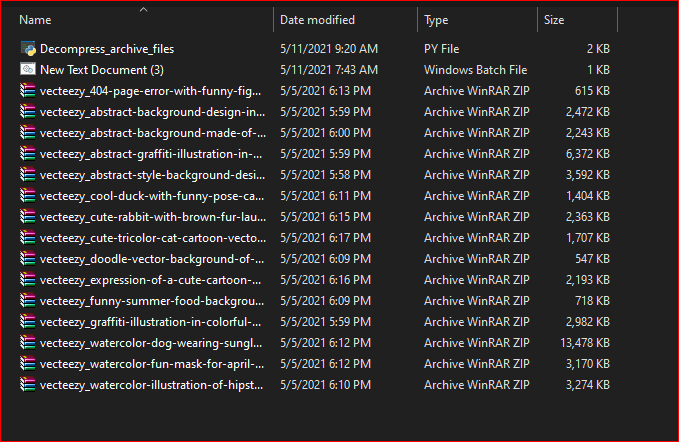 Name Date modified Type Size
Decompress_archive_files 5/11/2021 9:20 AM PY File 2 KB
New Text Document (3) 5/11/2021 7:43 AM Windows Batch File 1 KB
vecteezy_404-page-error-with-funny-fig... 5/5/2021 6:13 PM Archive WinRAR ZIP 615 KB
vecteezy_abstract-background-design-in... 5/5/2021 5:59 PM Archive WinRAR ZIP 2,472 KB
vecteezy_abstract-background-made-of-... 5/5/2021 6:00 PM Archive WinRAR ZIP 2,243 KB
vecteezy_abstract-graffiti-illustration-in-... 5/5/2021 5:59 PM Archive WinRAR ZIP 6,372 KB
vecteezy_abstract-style-background-desi... 5/5/2021 5:58 PM Archive WinRAR ZIP 3,592 KB
vecteezy_cool-duck-with-funny-pose-ca... 5/5/2021 6:11 PM Archive WinRAR ZIP 1,404 KB
vecteezy_cute-rabbit-with-brown-fur-lau... 5/5/2021 6:15 PM Archive WinRAR ZIP 2,363 KB
vecteezy_cute-tricolor-cat-cartoon-vecto... 5/5/2021 6:17 PM Archive WinRAR ZIP 1,707 KB
vecteezy_doodle-vector-background-of-... 5/5/2021 6:09 PM Archive WinRAR ZIP 547 KB
vecteezy_expression-of-a-cute-cartoon-... 5/5/2021 6:16 PM Archive WinRAR ZIP 2,193 KB
vecteezy_funny-summer-food-backgrou... 5/5/2021 6:09 PM Archive WinRAR ZIP 718 KB
vecteezy_graffiti-illustration-in-colorful-... 5/5/2021 5:59 PM Archive WinRAR ZIP 2,982 KB
vecteezy_watercolor-dog-wearing-sungl... 5/5/2021 6:12 PM Archive WinRAR ZIP 13,478 KB
vecteezy_watercolor-fun-mask-for-april-... 5/5/2021 6:12 PM Archive WinRAR ZIP 3,170 KB
vecteezy_watercolor-illustration-of-hipst... 5/5/2021 6:10 PM Archive WinRAR ZIP 3,274 KB